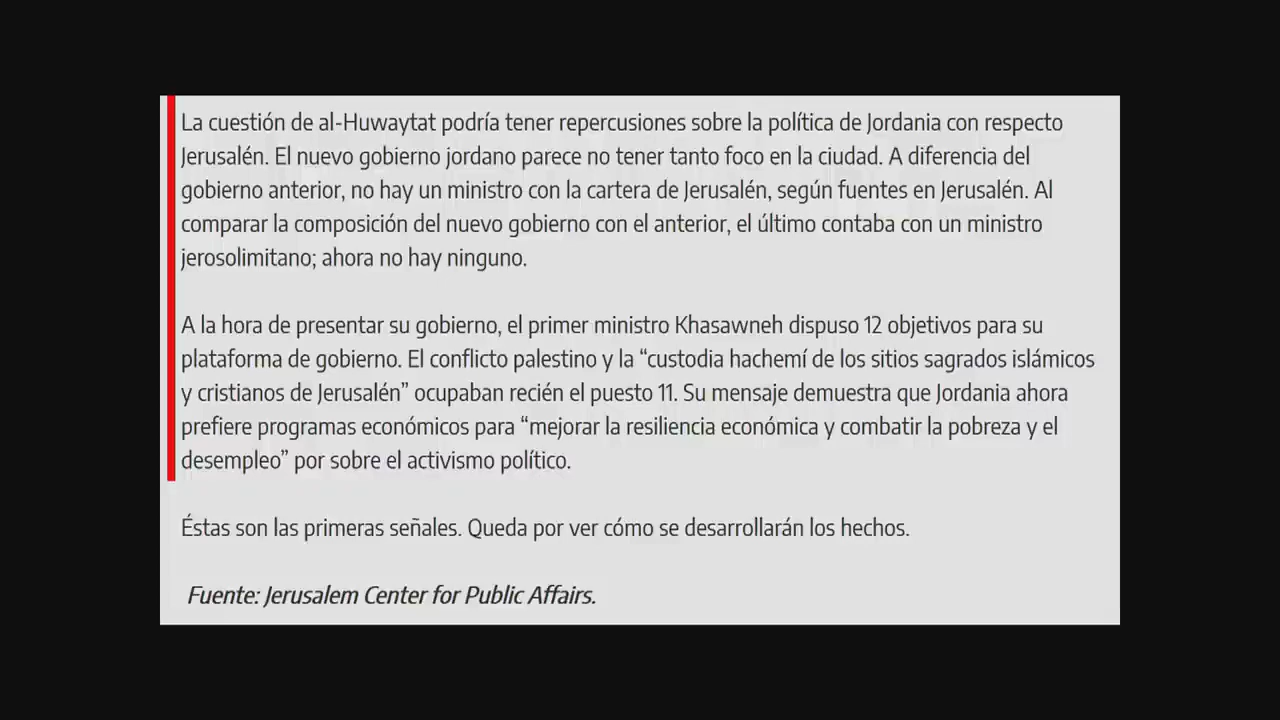 La cuestión de al-Huwaytat podría tener repercusiones sobre la política de Jordania con respecto
Jerusalén. El nuevo gobierno jordano parece no tener tanto foco en la ciudad. A diferencia del
gobierno anterior, no hay un ministro con la cartera de Jerusalén, según fuentes en Jerusalén. Al
comparar la composición del nuevo gobierno con el anterior, el último contaba con un ministro
jerosolimitano; ahora no hay ninguno.
A la hora de presentar su gobierno, el primer ministro Khasawneh dispuso 12 objetivos para su
plataforma de gobierno. El conflicto palestino y la “custodia hachemí de los sitios sagrados islámicos
y cristianos de Jerusalén” ocupaban recién el puesto 11. Su mensaje demuestra que Jordania ahora
prefiere programas económicos para “mejorar la resiliencia económica y combatir la pobreza y el
desempleo” por sobre el activismo político.
Éstas son las primeras señales. Queda por ver cómo se desarrollarán los hechos.
Fuente: Jerusalem Center for Public Affairs.